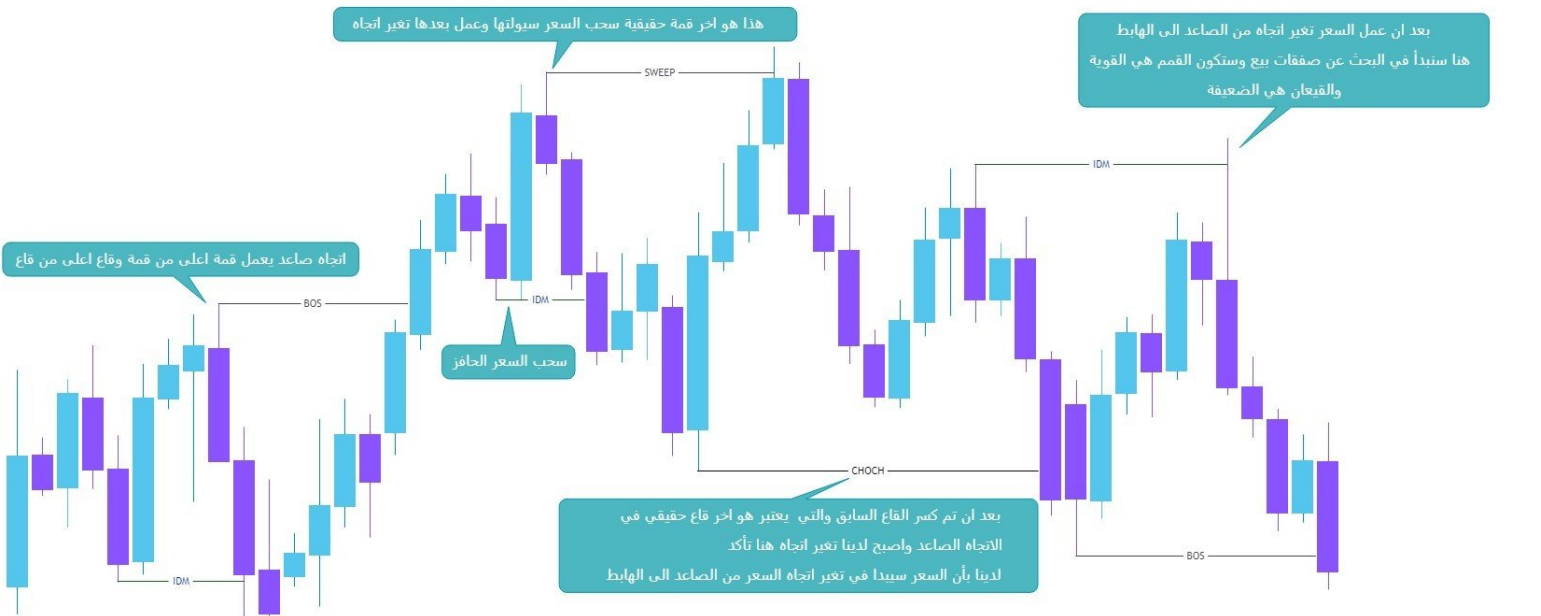 هذا هو اخر قمة حقيقية سحب السعر سيولتها وعمل بعدها تغير اتجاه
بعد ان عمل السعر تغير اتجاه من الصاعد الى الهابط
هنا سنبدأ في البحث عن صفقات بيع وستكون القمم هي القوية
والقيعان هي الضعيفة
SWEEP
IDM
اتجاه صاعد يعمل قمة اعلى من قمة وقاع اعلى من قاع
BOS
IDM
سحب السعر الحافز
CHOCH
بعد ان تم كسر القاع السابق والتي يعتبر هو اخر قاع حقيقي في
الاتجاه الصاعد واصبح لدينا تغير اتجاه هنا تأكد
لدينا بأن السعر سيبدا في تغير اتجاه السعر من الصاعد الى الهابط
BOS
IDM